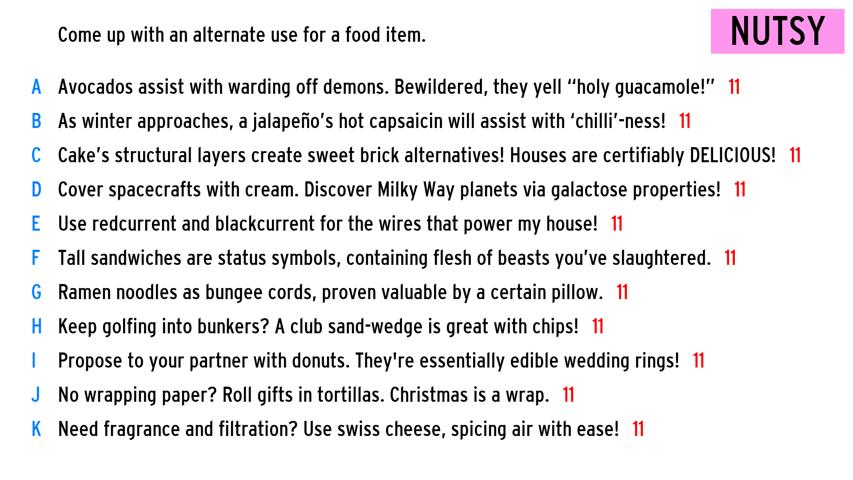 Come up with an alternate use for a food item.
NUTSY
A Avocados assist with warding off demons. Bewildered, they yell “holy guacamole!” 11
B As winter approaches, a jalapeño’s hot capsaicin will assist with ‘chilli’-ness! 11
C Cake’s structural layers create sweet brick alternatives! Houses are certifiably DELICIOUS! 11
D Cover spacecrafts with cream. Discover Milky Way planets via galactose properties! 11
E Use redcurrent and blackcurrent for the wires that power my house! 11
F Tall sandwiches are status symbols, containing flesh of beasts you’ve slaughtered. 11
G Ramen noodles as bungee cords, proven valuable by a certain pillow. 11
H Keep golfing into bunkers? A club sand-wedge is great with chips! 11
I Propose to your partner with donuts. They're essentially edible wedding rings! 11
J No wrapping paper? Roll gifts in tortillas. Christmas is a wrap. 11
K Need fragrance and filtration? Use swiss cheese, spicing air with ease! 11